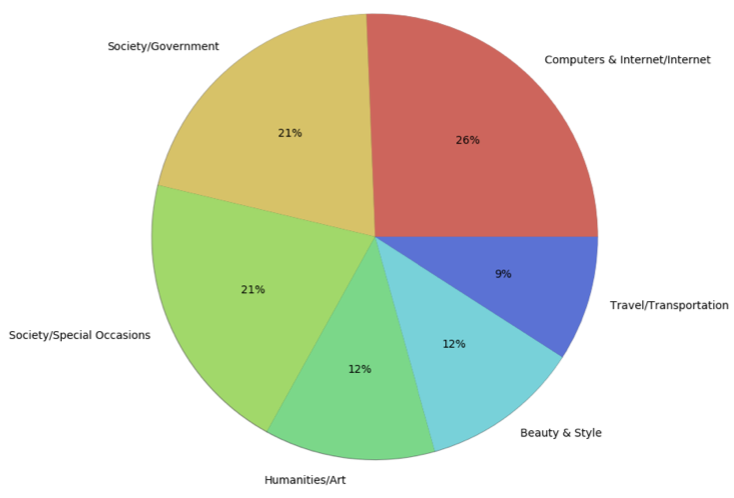 Society/Government
Computers & Internet/Internet
21%
26%
21%
9%
Travel/Transportation
Society/Special Occasions
12%
12%
Beauty & Style
Humanities/Art